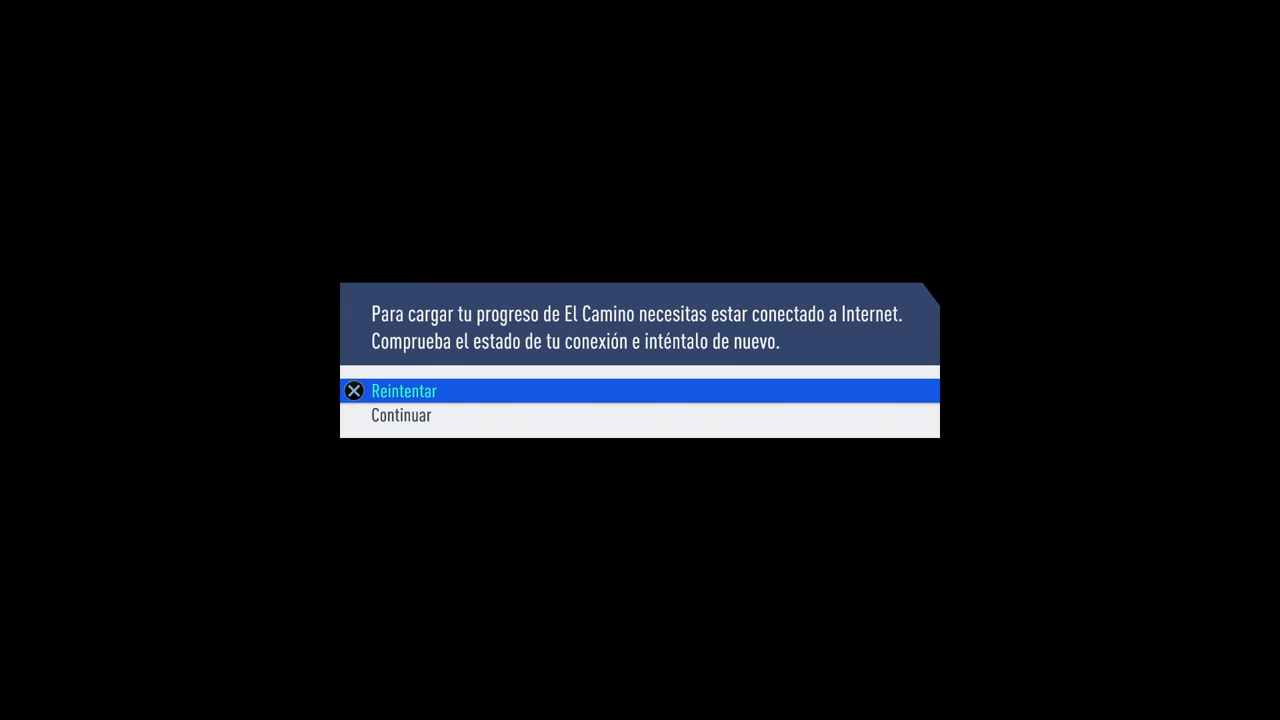 Para cargar tu progreso de El Camino necesitas estar conectado a Internet.
Comprueba el estado de tu conexión e inténtalo de nuevo.
Reintentar
Continuar